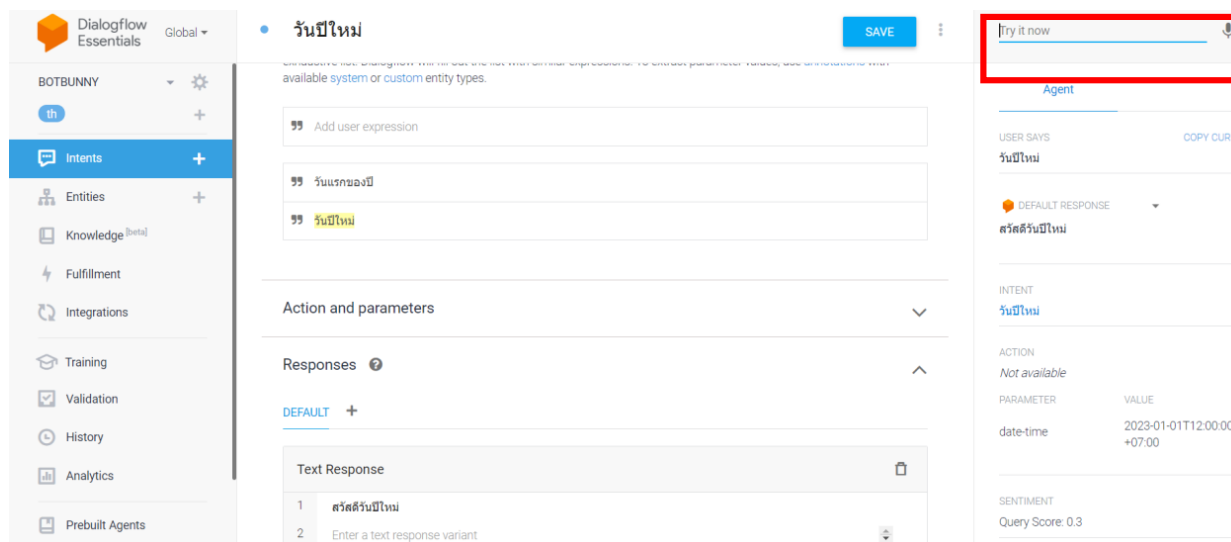 Dialogflow
Essentials
Global
วันปีใหม่
SAVE
Try it now
available system or custom entity types.
BOTBUNNY
th
Add user expression
Agent
Intents
USER SAYS
COPY CUR
วันปีใหม่
วันแรกของปี
Entities
วันปีใหม่
DEFAULT RESPONSE
สวัสดีวันปีใหม่
Knowledge [beta]
Fulfillment
Integrations
Action and parameters
INTENT
วันปีใหม่
Training
Responses
ACTION
Not available
Validation
DEFAULT
PARAMETER
VALUE
History
date-time
2023-01-01T12:00:00
+07:00
Analytics
Text Response
SENTIMENT
1 สวัสดีวันปีใหม่
Prebuilt Agents
2 Enter a text response variant
Query Score: 0.3